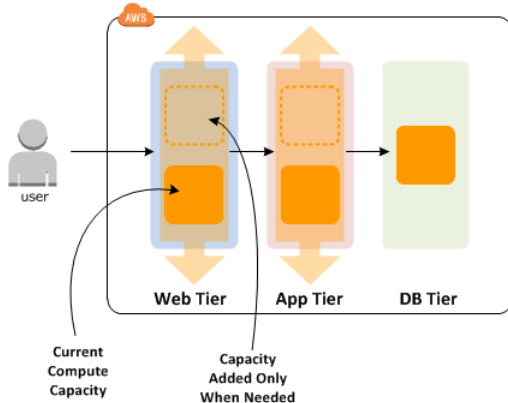 AWS
user
Web Tier
App Tier
DB Tier
Current
Compute
Capacity
Capacity
Added Only
When Needed